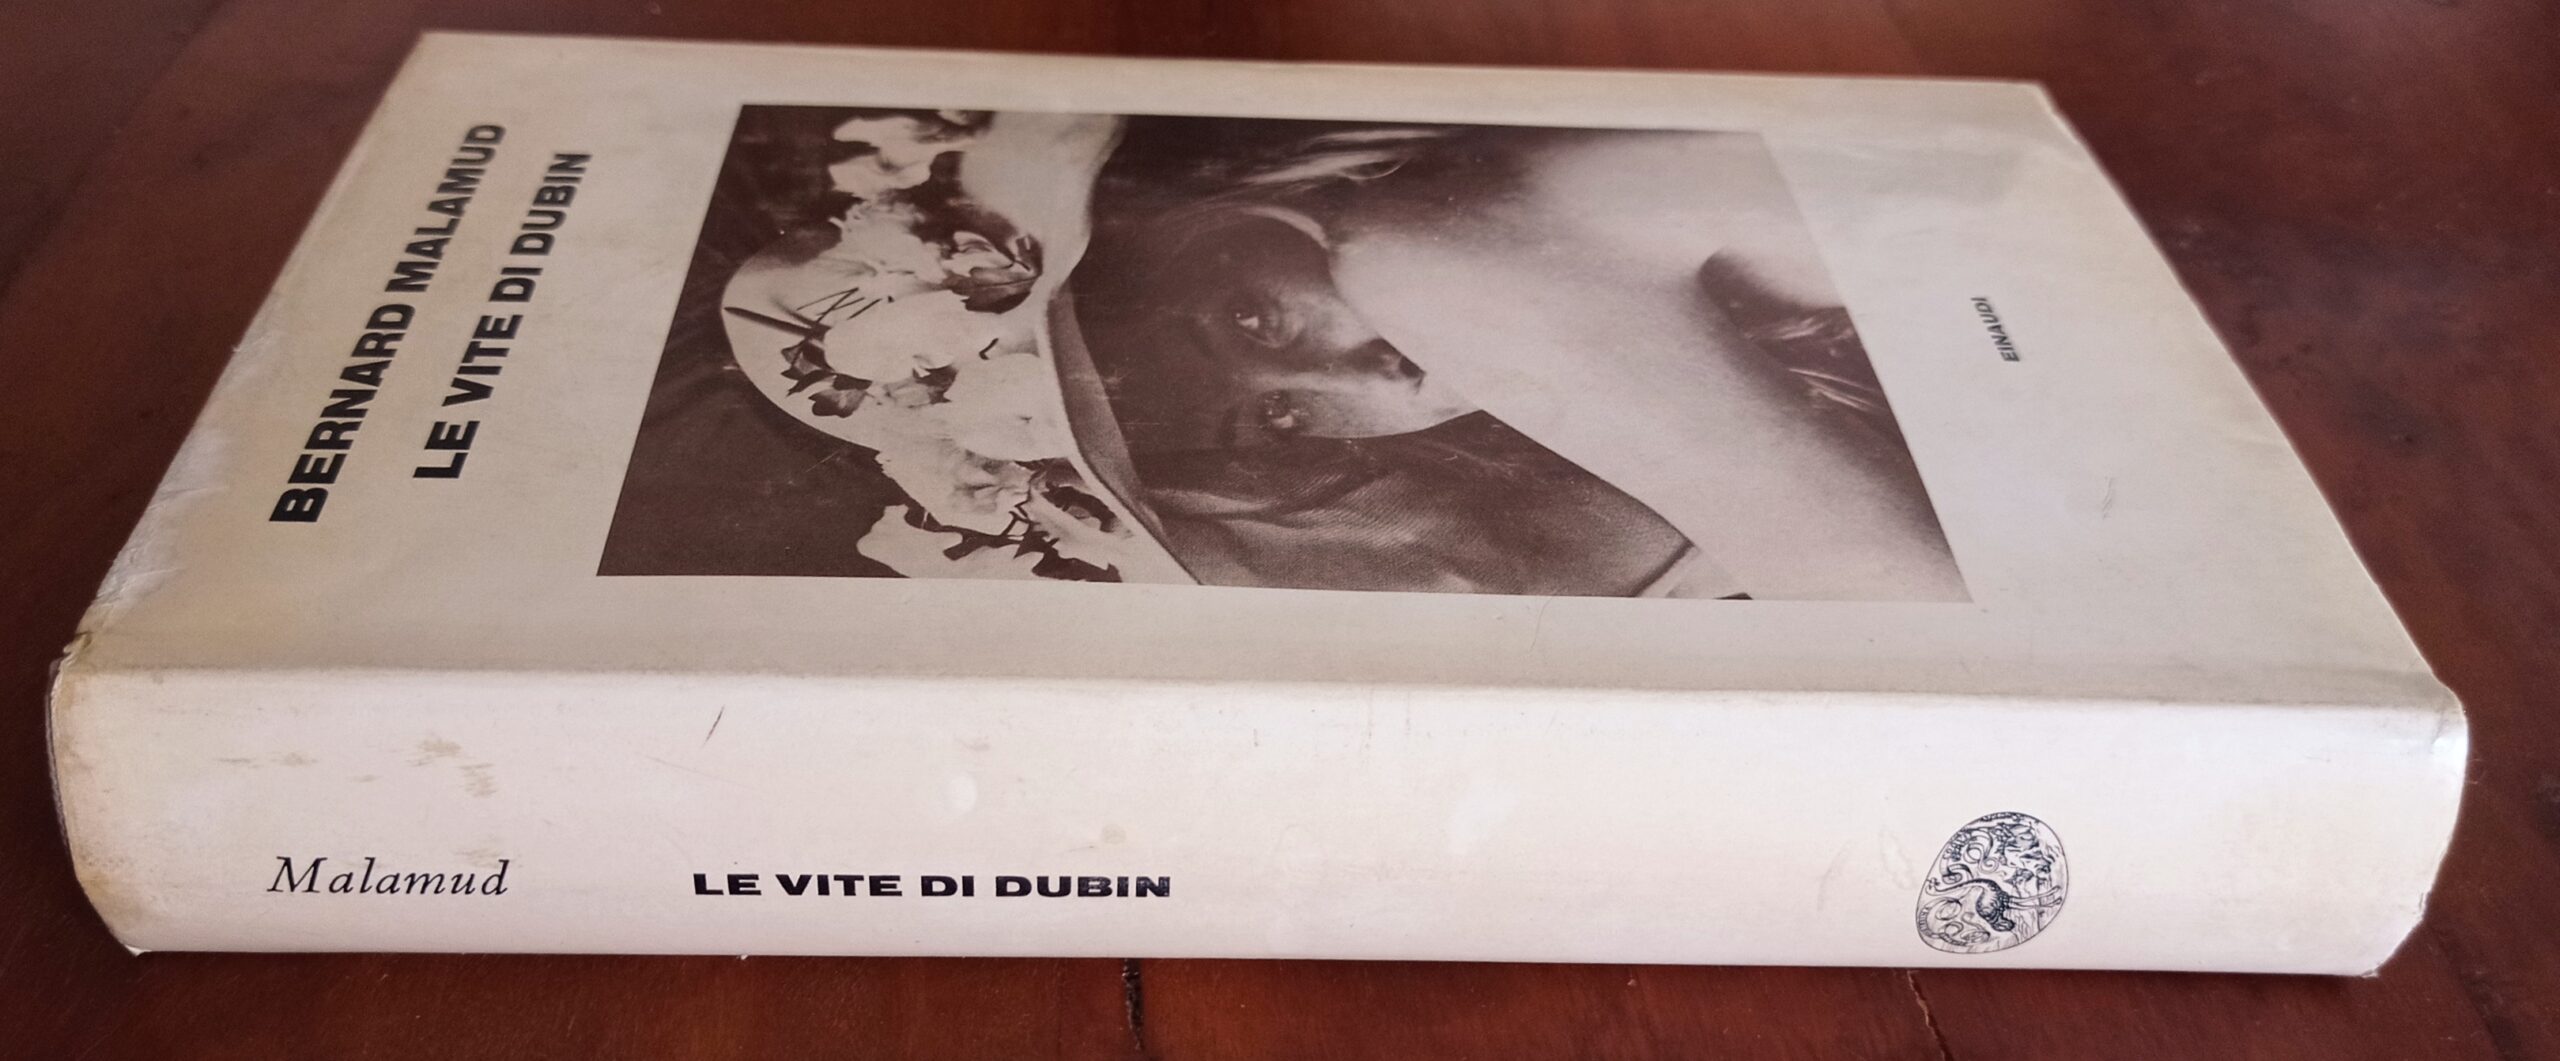 BERNARD MALAMUD
LE VITE DI DUBIN
EINAUDI
Malamud
LE VITE DI DUBIN